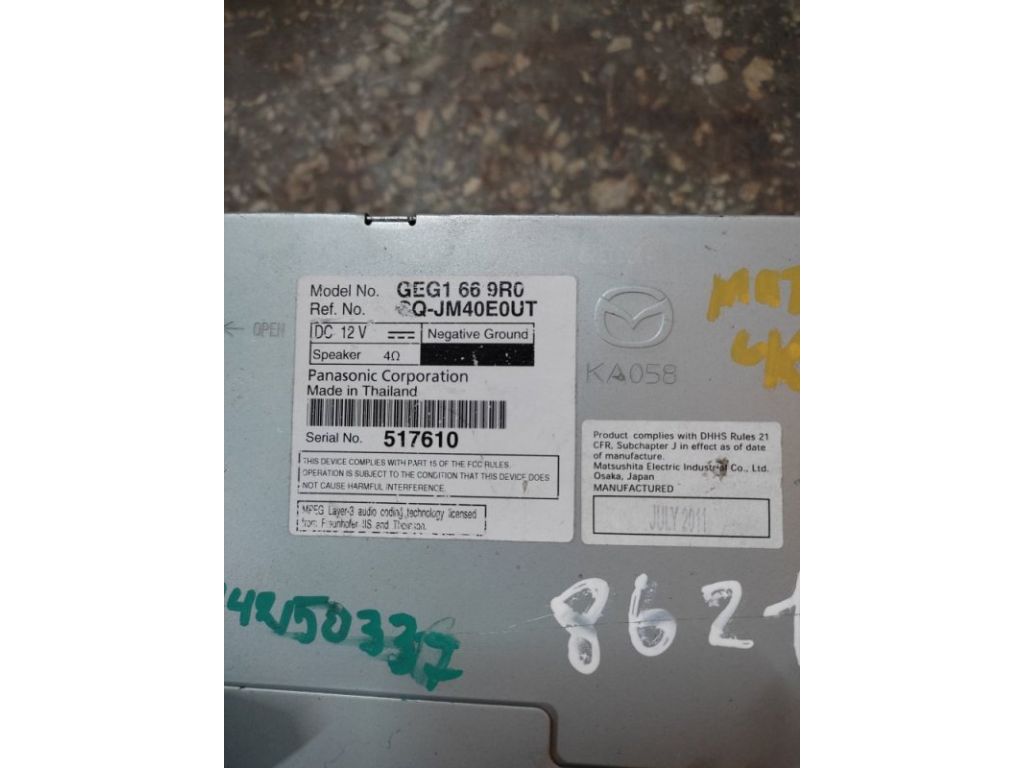 Model No. GEG1 66 9R0
Ref. No. CQ-JM40E0UT
DC 12 V Negative Ground
Speaker 4Ω
Panasonic Corporation
Made in Thailand
Serial No. 517610
THIS DEVICE COMPLIES WITH PART 15 OF THE FCC RULES.
OPERATION IS SUBJECT TO THE CONDITION THAT THIS DEVICE DOES
NOT CAUSE HARMFUL INTERFERENCE.
MPEG Layer-3 audio coding technology licensed
from Fraunhofer IIS and Thomson.
← OPEN
KA058
Product complies with DHHS Rules 21
CFR, Subchapter J in effect as of date
of manufacture.
Matsushita Electric Industrial Co., Ltd.
Osaka, Japan
MANUFACTURED
JULY 2011
42150337
862